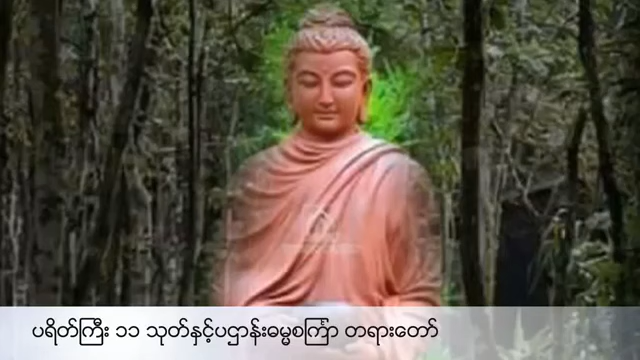 ပရိတ်ကြီး ၁၁ သုတ်နှင့်ပဌာန်းဓမ္မစင်္ကြာ တရားတော်